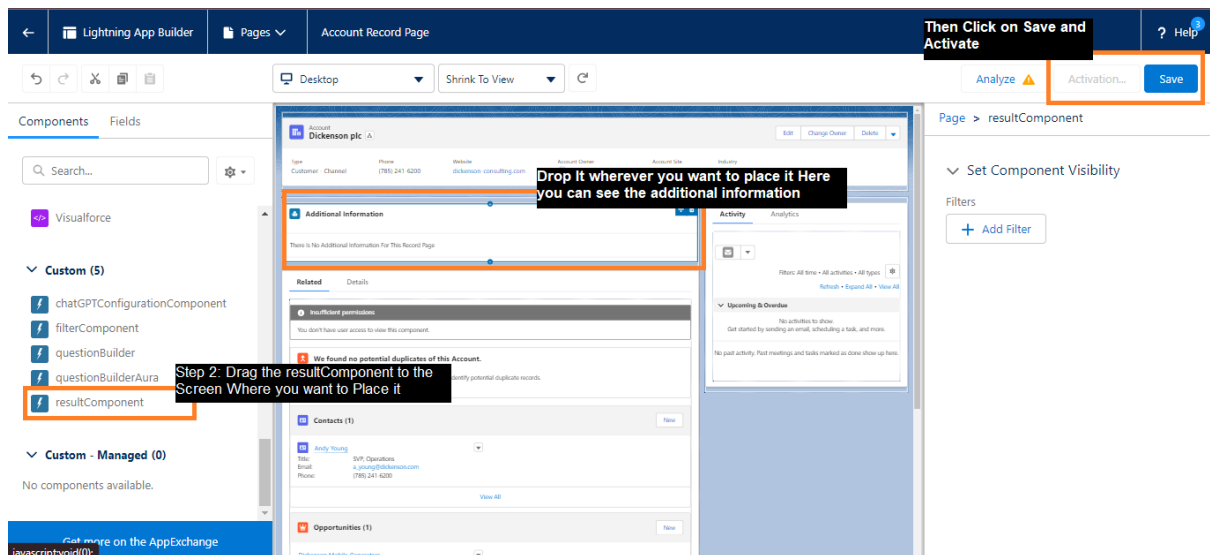 Lightning App Builder
Pages
Account Record Page
Then Click on Save and
Activate
3
? Help
Desktop
Shrink To View
Analyze
Activation...
Save
Components
Fields
Search...
Visualforce
Custom (5)
chatGPTConfigurationComponent
filterComponent
questionBuilder
questionBuilderAura
resultComponent
Step 2: Drag the resultComponent to the
Screen Where you want to Place it
Custom - Managed (0)
No components available.
Get more on the AppExchange
javascript:void(0);
Account
Dickenson plc
Edit
Change Owner
Delete
Type
Phone
Website
Account Owner
Account Site
Industry
Customer - Channel
(785) 241-6200
dickenson-consulting.com
Drop It wherever you want to place it Here
you can see the additional information
Additional Information
There Is No Additional Information For This Record Page
Related
Details
Insufficient permissions
You don't have user access to view this component.
We found no potential duplicates of this Account.
identify potential duplicate records.
Contacts (1)
New
Andy Young
Title:
SVP, Operations
Email:
a_young@dickenson.com
Phone:
(785) 241-6200
View All
Opportunities (1)
New
Activity
Analytics
Filters: All time • All activities • All types
Refresh • Expand All • View All
Upcoming & Overdue
No activities to show.
Get started by sending an email, scheduling a task, and more.
No past activity. Past meetings and tasks marked as done show up here.
Page > resultComponent
Set Component Visibility
Filters
+ Add Filter